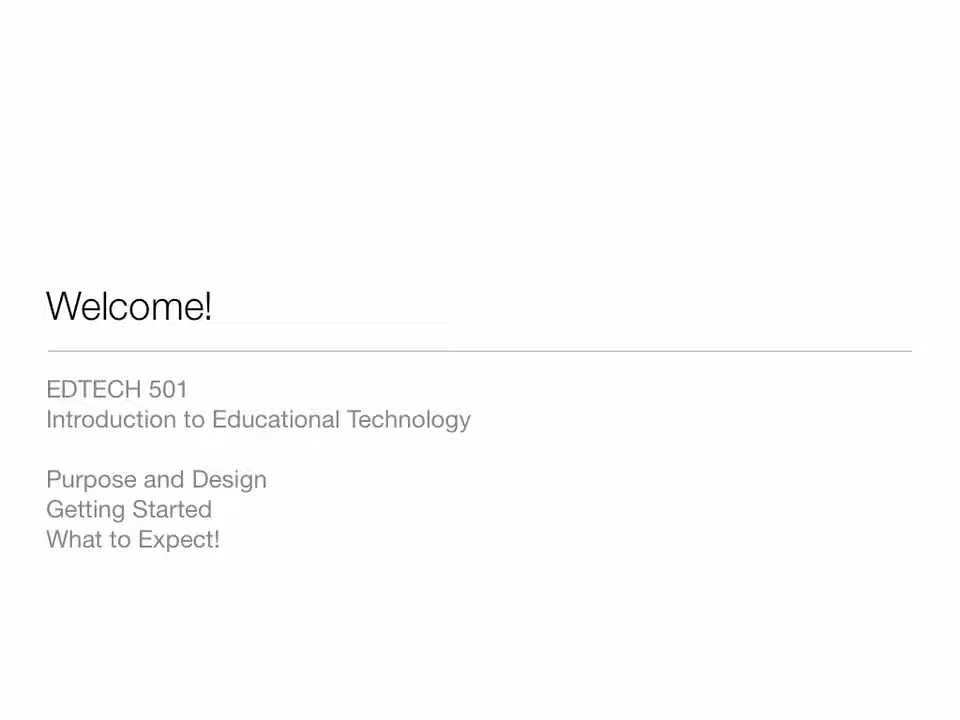 Welcome!
EDTECH 501
Introduction to Educational Technology
Purpose and Design
Getting Started
What to Expect!